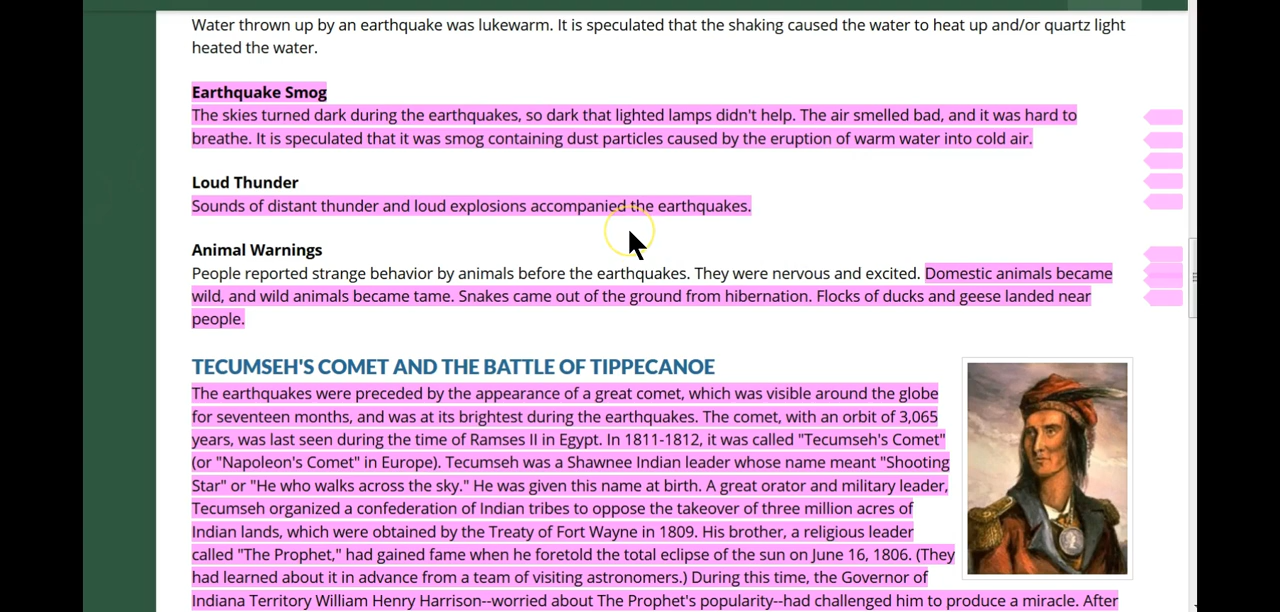 Water thrown up by an earthquake was lukewarm. It is speculated that the shaking caused the water to heat up and/or quartz light
heated the water.
Earthquake Smog
The skies turned dark during the earthquakes, so dark that lighted lamps didn't help. The air smelled bad, and it was hard to
breathe. It is speculated that it was smog containing dust particles caused by the eruption of warm water into cold air.
Loud Thunder
Sounds of distant thunder and loud explosions accompanied the earthquakes.
Animal Warnings
People reported strange behavior by animals before the earthquakes. They were nervous and excited. Domestic animals became
wild, and wild animals became tame. Snakes came out of the ground from hibernation. Flocks of ducks and geese landed near
people.
TECUMSEH'S COMET AND THE BATTLE OF TIPPECANOE
The earthquakes were preceded by the appearance of a great comet, which was visible around the globe
for seventeen months, and was at its brightest during the earthquakes. The comet, with an orbit of 3,065
years, was last seen during the time of Ramses II in Egypt. In 1811-1812, it was called "Tecumseh's Comet"
(or "Napoleon's Comet" in Europe). Tecumseh was a Shawnee Indian leader whose name meant "Shooting
Star" or "He who walks across the sky." He was given this name at birth. A great orator and military leader,
Tecumseh organized a confederation of Indian tribes to oppose the takeover of three million acres of
Indian lands, which were obtained by the Treaty of Fort Wayne in 1809. His brother, a religious leader
called "The Prophet," had gained fame when he foretold the total eclipse of the sun on June 16, 1806. (They
had learned about it in advance from a team of visiting astronomers.) During this time, the Governor of
Indiana Territory William Henry Harrison--worried about The Prophet's popularity--had challenged him to produce a miracle. After